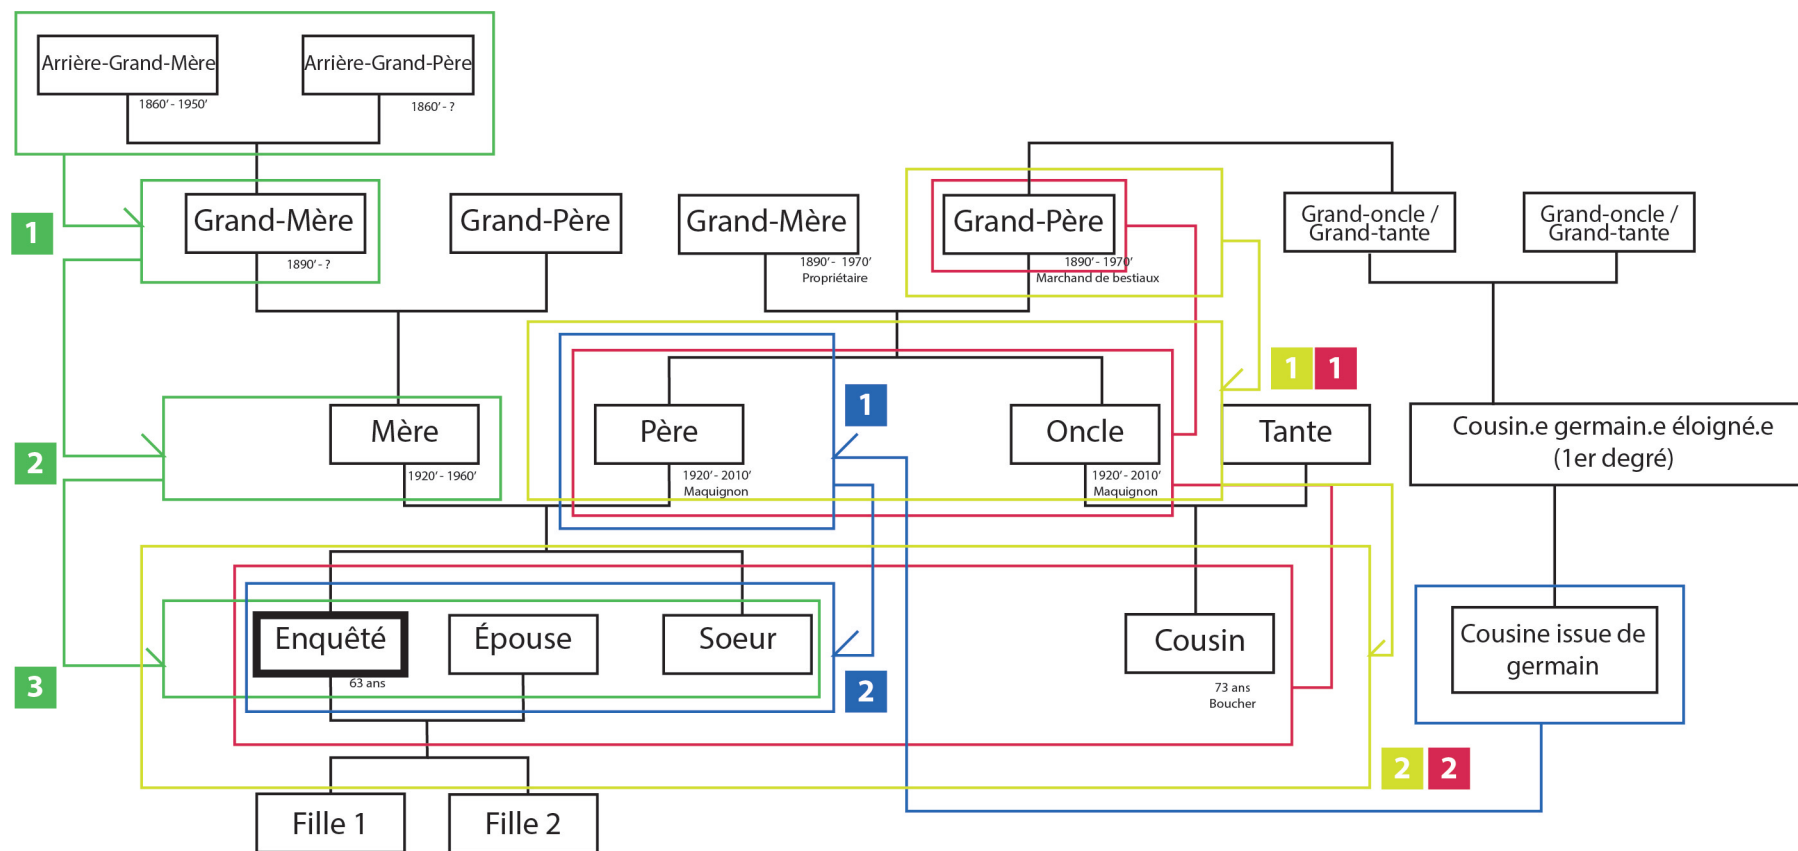 Arrière-Grand-Mère
1860' - 1950'
Arrière-Grand-Père
1860' - ?
1
Grand-Mère
1890' - ?
Grand-Père
Grand-Mère
1890' - 1970'
Propriétaire
Grand-Père
1890' - 1970'
Marchand de bestiaux
Grand-oncle /
Grand-tante
Grand-oncle /
Grand-tante
1 1
1
2
Mère
1920' - 1960'
Père
1920' - 2010'
Maquignon
Oncle
1920' - 2010'
Maquignon
Tante
Cousin.e germain.e éloigné.e
(1er degré)
3
Enquêté
63 ans
Épouse
Soeur
2
Cousin
73 ans
Boucher
Cousine issue de
germain
2 2
Fille 1
Fille 2